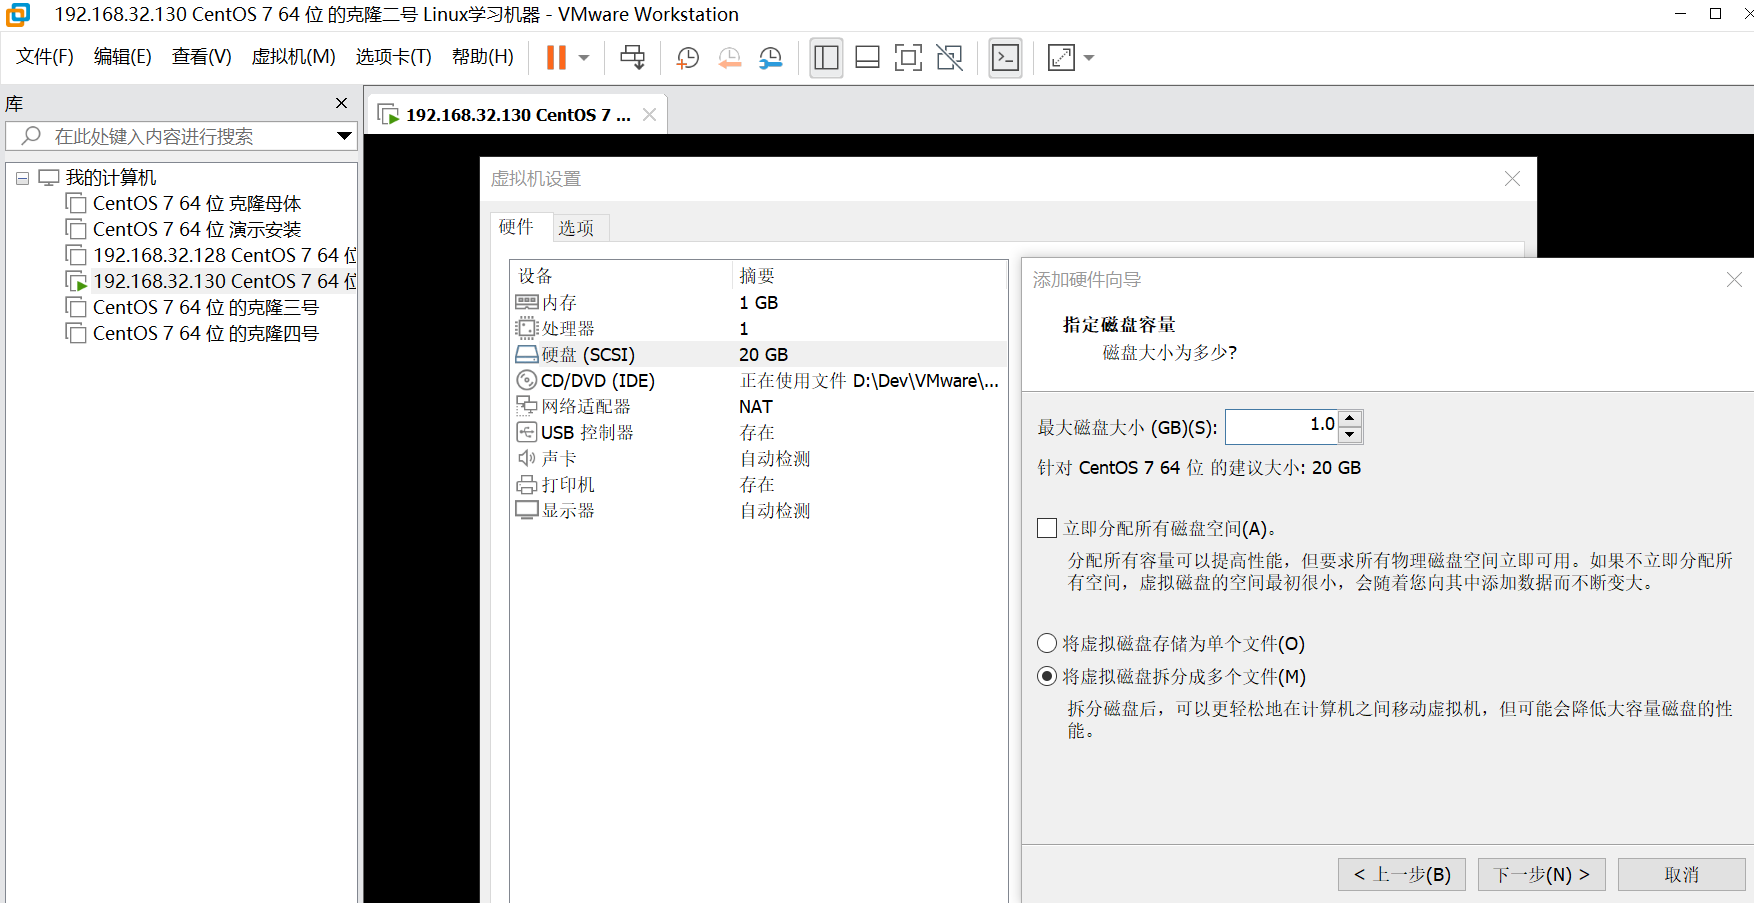 192.168.32.130 CentOS 7 64 位 的克隆二号 Linux学习机器 - VMware Workstation
文件(F) 编辑(E) 查看(V) 虚拟机(M) 选项卡(T) 帮助(H)
库
在此处键入内容进行搜索
我的计算机
CentOS 7 64 位 克隆母体
CentOS 7 64 位 演示安装
192.168.32.128 CentOS 7 64 位
192.168.32.130 CentOS 7 64 位
CentOS 7 64 位 的克隆三号
CentOS 7 64 位 的克隆四号
192.168.32.130 CentOS 7 ...
虚拟机设置
硬件 选项
设备 摘要
内存 1 GB
处理器 1
硬盘 (SCSI) 20 GB
CD/DVD (IDE) 正在使用文件 D:\Dev\VMware\...
网络适配器 NAT
USB 控制器 存在
声卡 自动检测
打印机 存在
显示器 自动检测
添加硬件向导
指定磁盘容量
磁盘大小为多少?
最大磁盘大小 (GB)(S): 1.0
针对 CentOS 7 64 位 的建议大小: 20 GB
立即分配所有磁盘空间(A)。
分配所有容量可以提高性能，但要求所有物理磁盘空间立即可用。如果不立即分配所
有空间，虚拟磁盘的空间最初很小，会随着您向其中添加数据而不断变大。
将虚拟磁盘存储为单个文件(O)
将虚拟磁盘拆分成多个文件(M)
拆分磁盘后，可以更轻松地在计算机之间移动虚拟机，但可能会降低大容量磁盘的性
能。
< 上一步(B) 下一步(N) > 取消